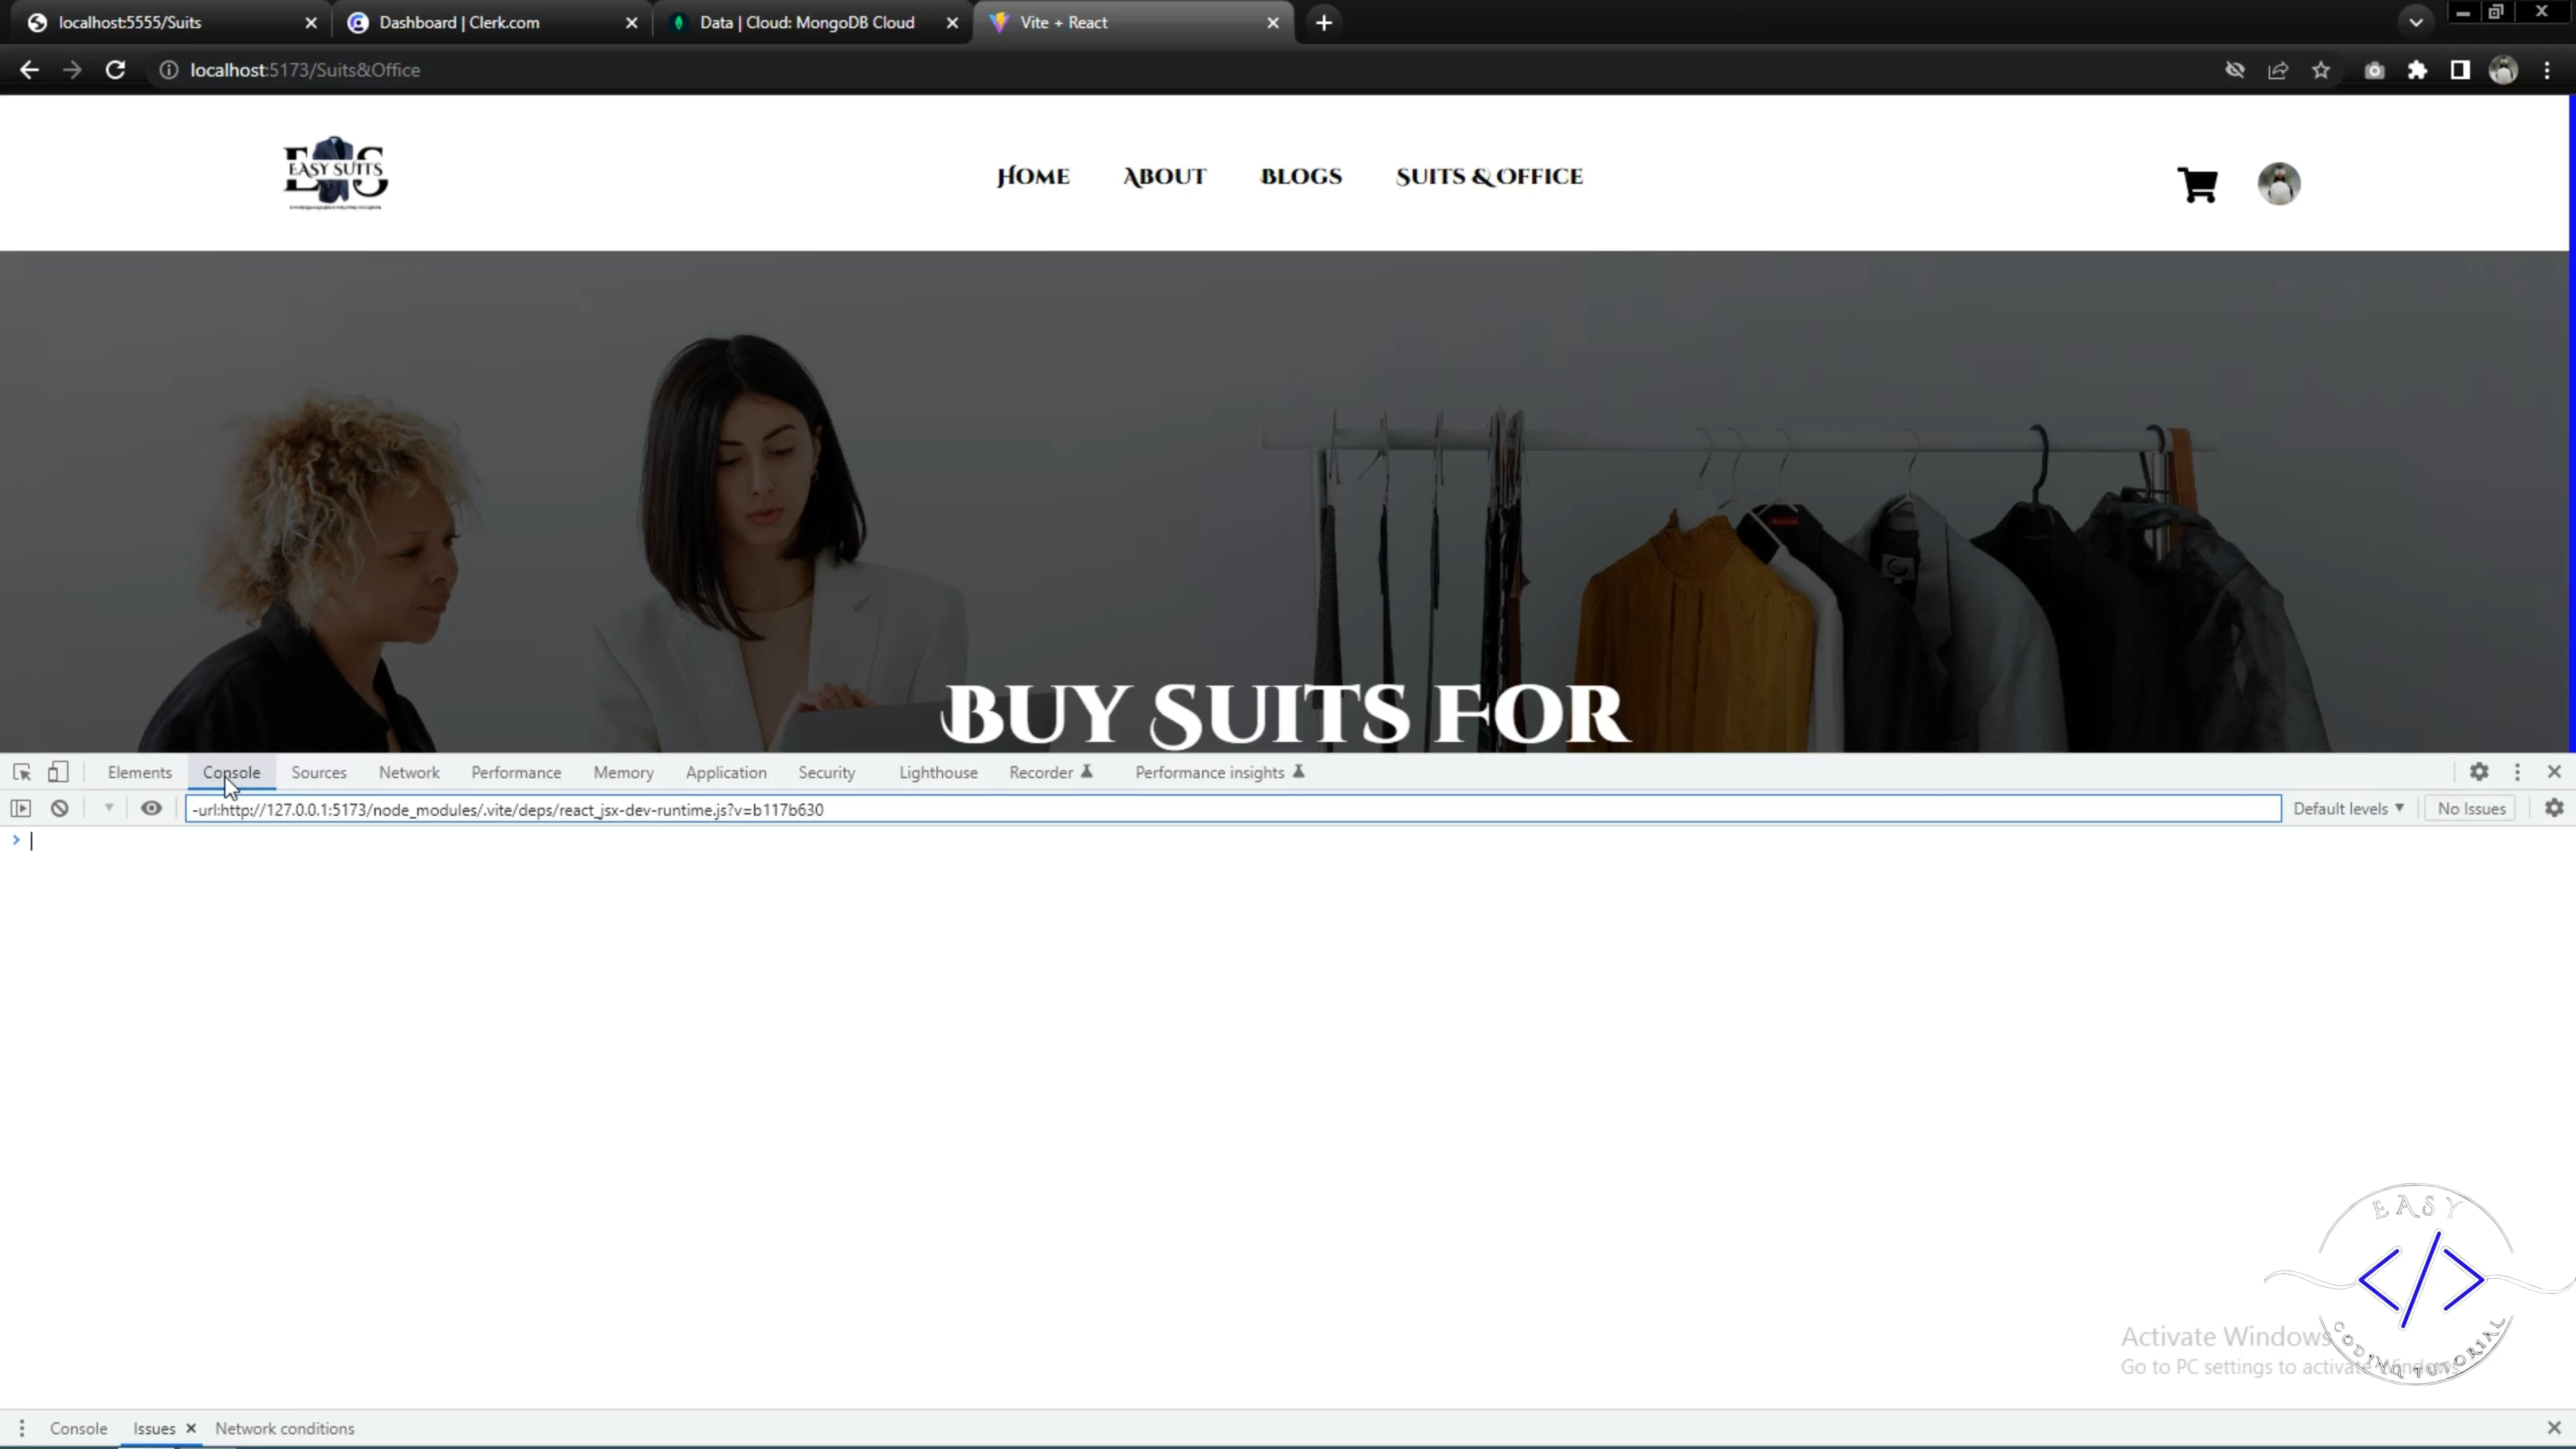 localhost:5555/Suits
Dashboard | Clerk.com
Data | Cloud: MongoDB Cloud
Vite + React
localhost:5173/Suits&Office
EASY SUITS
HOME
ABOUT
BLOGS
SUITS & OFFICE
BUY SUITS FOR
Elements
Console
Sources
Network
Performance
Memory
Application
Security
Lighthouse
Recorder
Performance insights
-url:http://127.0.0.1:5173/node_modules/.vite/deps/react_jsx-dev-runtime.js?v=b117b630
Default levels
No Issues
EASY
CODING TUTORIAL
Activate Windows
Go to PC settings to activate Windows.
Console
Issues
Network conditions